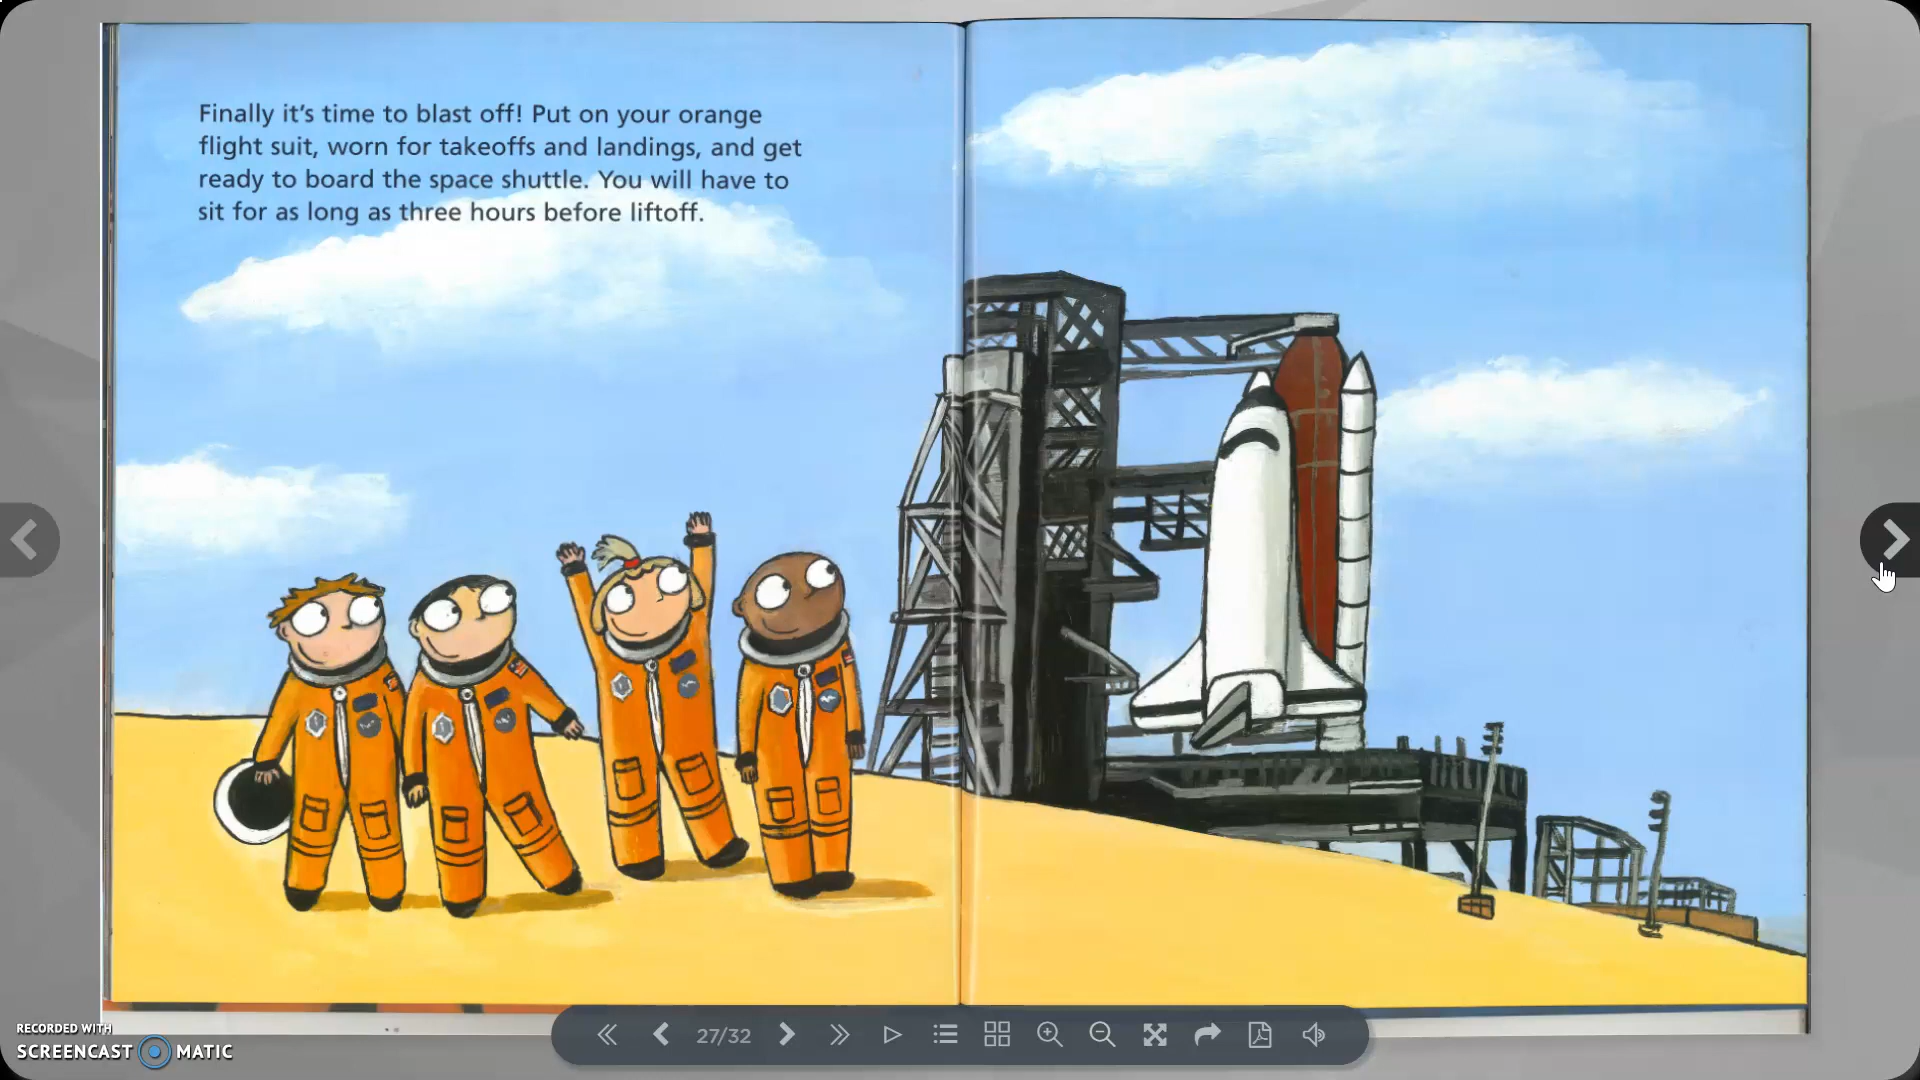 Finally it's time to blast off! Put on your orange
flight suit, worn for takeoffs and landings, and get
ready to board the space shuttle. You will have to
sit for as long as three hours before liftoff.
27/32
RECORDED WITH
SCREENCAST MATIC